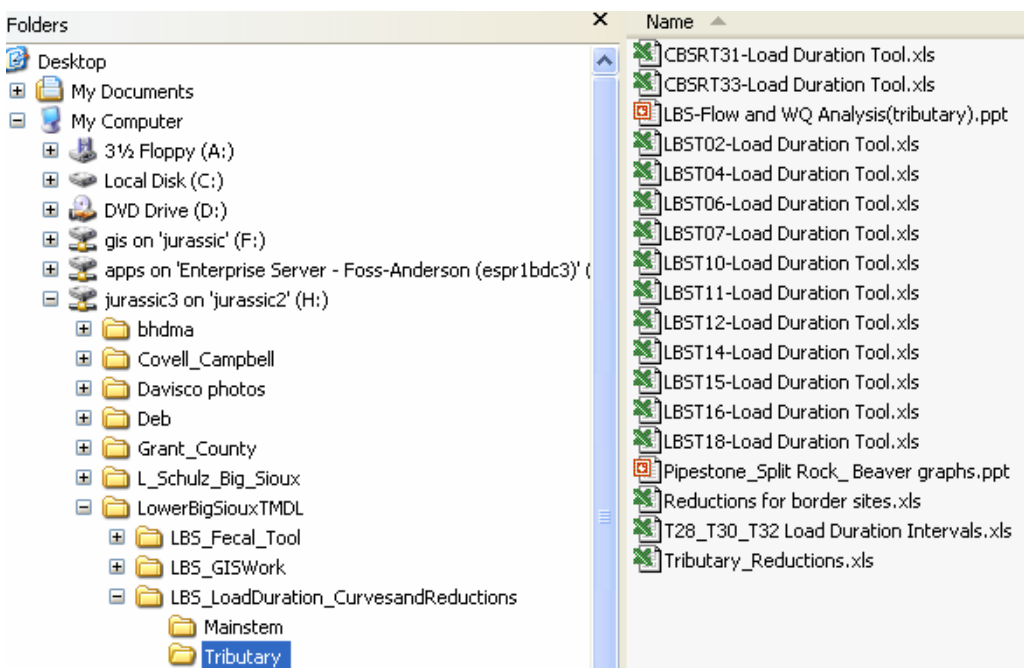 Folders
Desktop
My Documents
My Computer
3½ Floppy (A:)
Local Disk (C:)
DVD Drive (D:)
gis on 'jurassic' (F:)
apps on 'Enterprise Server - Foss-Anderson (espr1bdc3)' (
jurassic3 on 'jurassic2' (H:)
bhdma
Covell_Campbell
Davisco photos
Deb
Grant_County
L_Schulz_Big_Sioux
LowerBigSiouxTMDL
LBS_Fecal_Tool
LBS_GISWork
LBS_LoadDuration_CurvesandReductions
Mainstem
Tributary
Name
CBSRT31-Load Duration Tool.xls
CBSRT33-Load Duration Tool.xls
LBS-Flow and WQ Analysis(tributary).ppt
LBST02-Load Duration Tool.xls
LBST04-Load Duration Tool.xls
LBST06-Load Duration Tool.xls
LBST07-Load Duration Tool.xls
LBST10-Load Duration Tool.xls
LBST11-Load Duration Tool.xls
LBST12-Load Duration Tool.xls
LBST14-Load Duration Tool.xls
LBST15-Load Duration Tool.xls
LBST16-Load Duration Tool.xls
LBST18-Load Duration Tool.xls
Pipestone_Split Rock_ Beaver graphs.ppt
Reductions for border sites.xls
T28_T30_T32 Load Duration Intervals.xls
Tributary_Reductions.xls